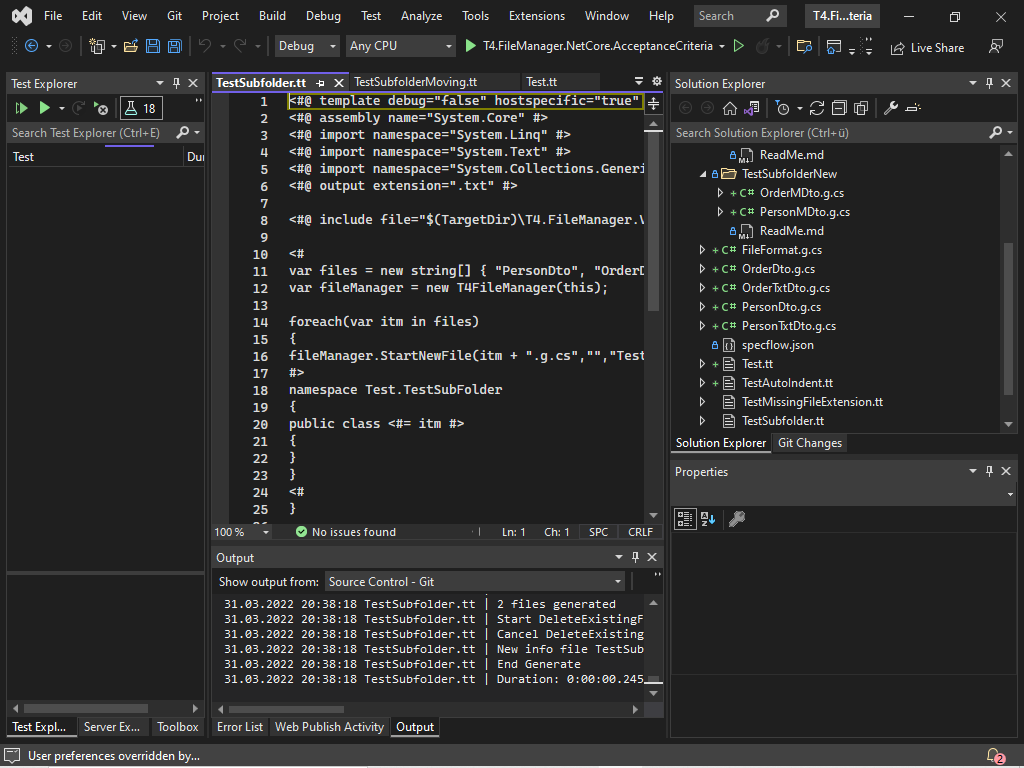 File Edit View Git Project Build Debug Test Analyze Tools Extensions Window Help Search T4.Fi...teria
Debug Any CPU T4.FileManager.NetCore.AcceptanceCriteria Live Share
Test Explorer
18
Search Test Explorer (Ctrl+E)
Test Dur
TestSubfolder.tt TestSubfolderMoving.tt Test.tt
1 <#@ template debug="false" hostspecific="true"
2 <#@ assembly name="System.Core" #>
3 <#@ import namespace="System.Linq" #>
4 <#@ import namespace="System.Text" #>
5 <#@ import namespace="System.Collections.Generi
6 <#@ output extension=".txt" #>
7
8 <#@ include file="$(TargetDir)\T4.FileManager.V
9
10 <#
11 var files = new string[] { "PersonDto", "OrderD
12 var fileManager = new T4FileManager(this);
13
14 foreach(var itm in files)
15 {
16 fileManager.StartNewFile(itm + ".g.cs","","Test
17 #>
18 namespace Test.TestSubFolder
19 {
20 public class <#= itm #>
21 {
22 }
23 }
24 <#
25 }
100 % No issues found Ln: 1 Ch: 1 SPC CRLF
Output
Show output from: Source Control - Git
31.03.2022 20:38:18 TestSubfolder.tt | 2 files generated
31.03.2022 20:38:18 TestSubfolder.tt | Start DeleteExistingF
31.03.2022 20:38:18 TestSubfolder.tt | Cancel DeleteExisting
31.03.2022 20:38:18 TestSubfolder.tt | New info file TestSub
31.03.2022 20:38:18 TestSubfolder.tt | End Generate
31.03.2022 20:38:18 TestSubfolder.tt | Duration: 0:00:00.245
Solution Explorer
Search Solution Explorer (Ctrl+ü)
ReadMe.md
TestSubfolderNew
+ C# OrderMDto.g.cs
+ C# PersonMDto.g.cs
ReadMe.md
+ C# FileFormat.g.cs
+ C# OrderDto.g.cs
+ C# OrderTxtDto.g.cs
+ C# PersonDto.g.cs
+ C# PersonTxtDto.g.cs
specflow.json
+ Test.tt
+ TestAutoIndent.tt
TestMissingFileExtension.tt
TestSubfolder.tt
Solution Explorer Git Changes
Properties
Test Expl... Server Ex... Toolbox Error List Web Publish Activity Output
User preferences overridden by... 2